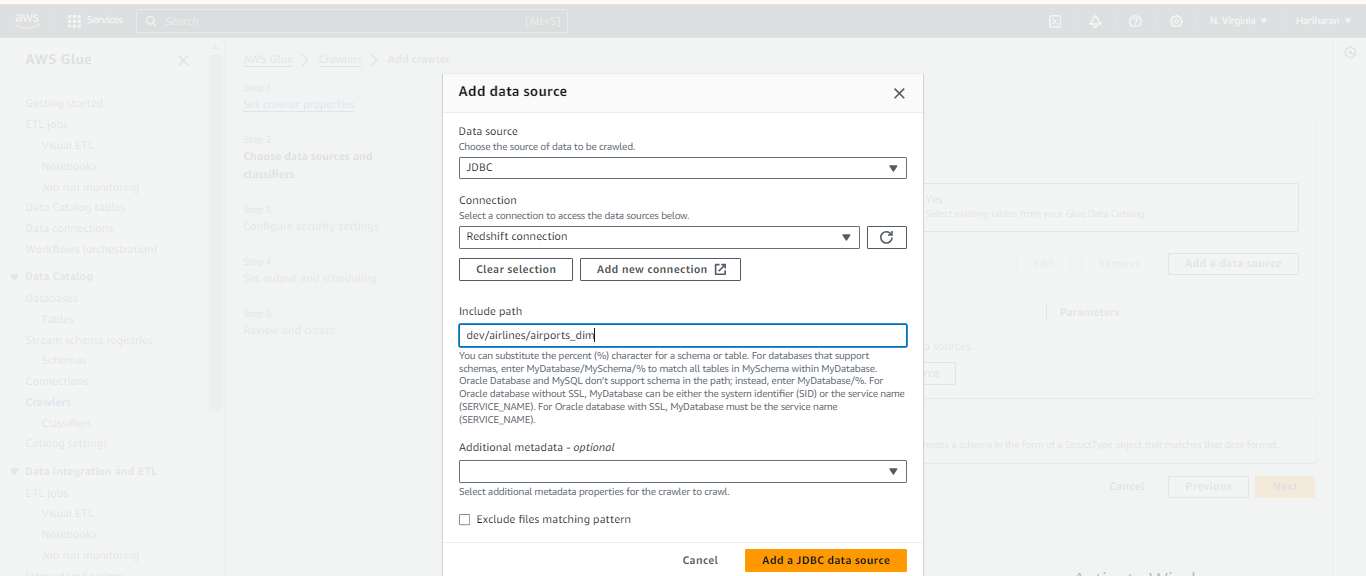 aws
Services
Search
[Alt+S]
N. Virginia
Hariharan
AWS Glue
Getting started
ETL jobs
Visual ETL
Notebooks
Job run monitoring
Data Catalog tables
Data connections
Workflows (orchestration)
Data Catalog
Databases
Tables
Stream schema registries
Schemas
Connections
Crawlers
Classifiers
Catalog settings
Data Integration and ETL
ETL jobs
Visual ETL
Notebooks
Job run monitoring
AWS Glue
Crawlers
Add crawler
Step 1
Set crawler properties
Step 2
Choose data sources and
classifiers
Step 3
Configure security settings
Step 4
Set output and scheduling
Step 5
Review and create
Add data source
Data source
Choose the source of data to be crawled.
JDBC
Connection
Select a connection to access the data sources below.
Redshift connection
Clear selection
Add new connection
Include path
dev/airlines/airports_dim
You can substitute the percent (%) character for a schema or table. For databases that support
schemas, enter MyDatabase/MySchema/% to match all tables in MySchema within MyDatabase.
Oracle Database and MySQL don't support schema in the path; instead, enter MyDatabase/%. For
Oracle database without SSL, MyDatabase can be either the system identifier (SID) or the service name
(SERVICE_NAME). For Oracle database with SSL, MyDatabase must be the service name
(SERVICE_NAME).
Additional metadata - optional
Select additional metadata properties for the crawler to crawl.
Exclude files matching pattern
Cancel
Add a JDBC data source
Yes
Select existing tables from your Glue Data Catalog.
Edit
Remove
Add a data source
Parameters
sources.
a schema in the form of a StructType object that matches that data format.
Cancel
Previous
Next